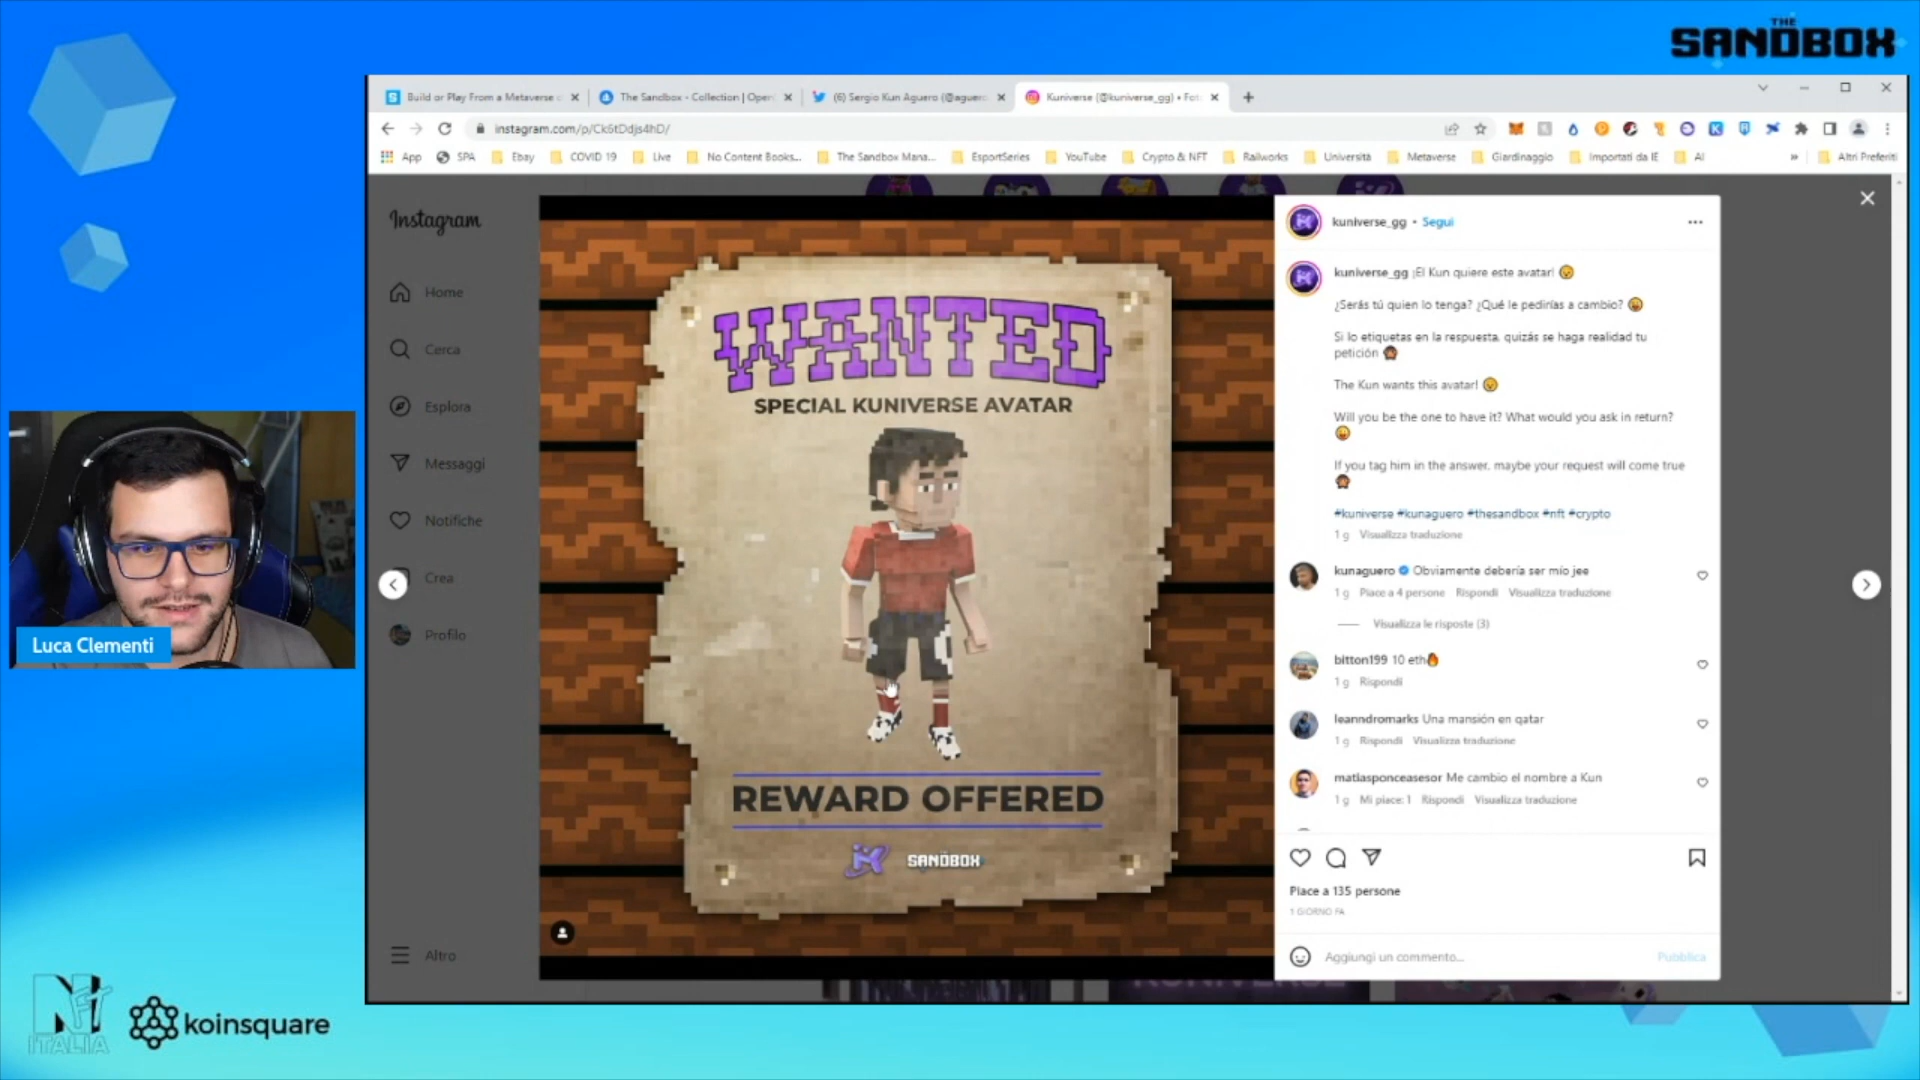 THE
SANDBOX
Build or Play From a Metaverse
The Sandbox - Collection | Open
(6) Sergio Kun Aguero (@aguero
Kuniverse (@kuniverse_gg) • Fot
instagram.com/p/Ck6tDdjs4hD/
App
SPA
Ebay
COVID 19
Live
No Content Books...
The Sandbox Mana...
EsportSeries
YouTube
Crypto & NFT
Railworks
Università
Metaverse
Giardinaggio
Importati da IE
AI
»
Altri Preferiti
Instagram
Home
Cerca
Esplora
Messaggi
Notifiche
Crea
Profilo
Altro
WANTED
SPECIAL KUNIVERSE AVATAR
REWARD OFFERED
SANDBOX
kuniverse_gg • Segui
kuniverse_gg ¡El Kun quiere este avatar!
¿Serás tú quien lo tenga? ¿Qué le pedirías a cambio?
Si lo etiquetas en la respuesta, quizás se haga realidad tu
petición
The Kun wants this avatar!
Will you be the one to have it? What would you ask in return?
If you tag him in the answer, maybe your request will come true
#kuniverse #kunaguero #thesandbox #nft #crypto
1 g Visualizza traduzione
kunaguero Obviamente debería ser mío jee
1 g Piace a 4 persone Rispondi Visualizza traduzione
Visualizza le risposte (3)
bitton199 10 eth
1 g Rispondi
leanndromarks Una mansión en qatar
1 g Rispondi Visualizza traduzione
matiasponceasesor Me cambio el nombre a Kun
1 g Mi piace: 1 Rispondi Visualizza traduzione
Piace a 135 persone
1 GIORNO FA
Aggiungi un commento...
Pubblica
KUNIVERSE
Luca Clementi
NFT
ITALIA
koinsquare